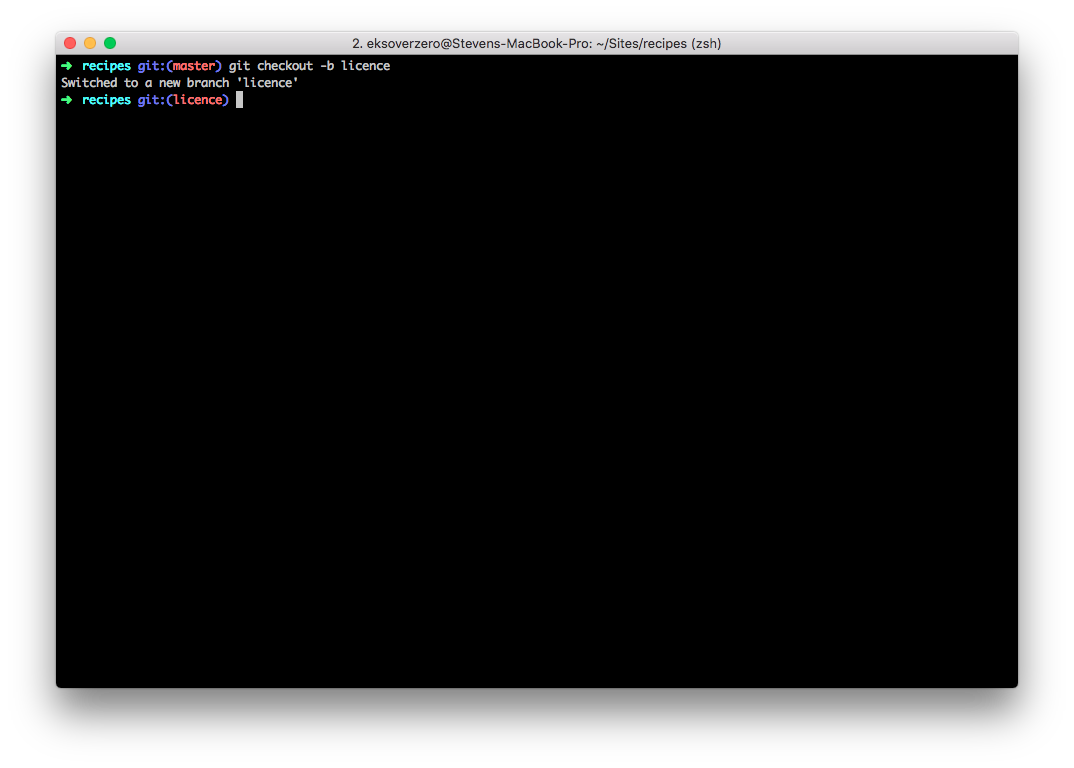 2. eksoverzero@Stevens-MacBook-Pro: ~/Sites/recipes (zsh)
➜ recipes git:(master) git checkout -b licence
Switched to a new branch 'licence'
➜ recipes git:(licence)